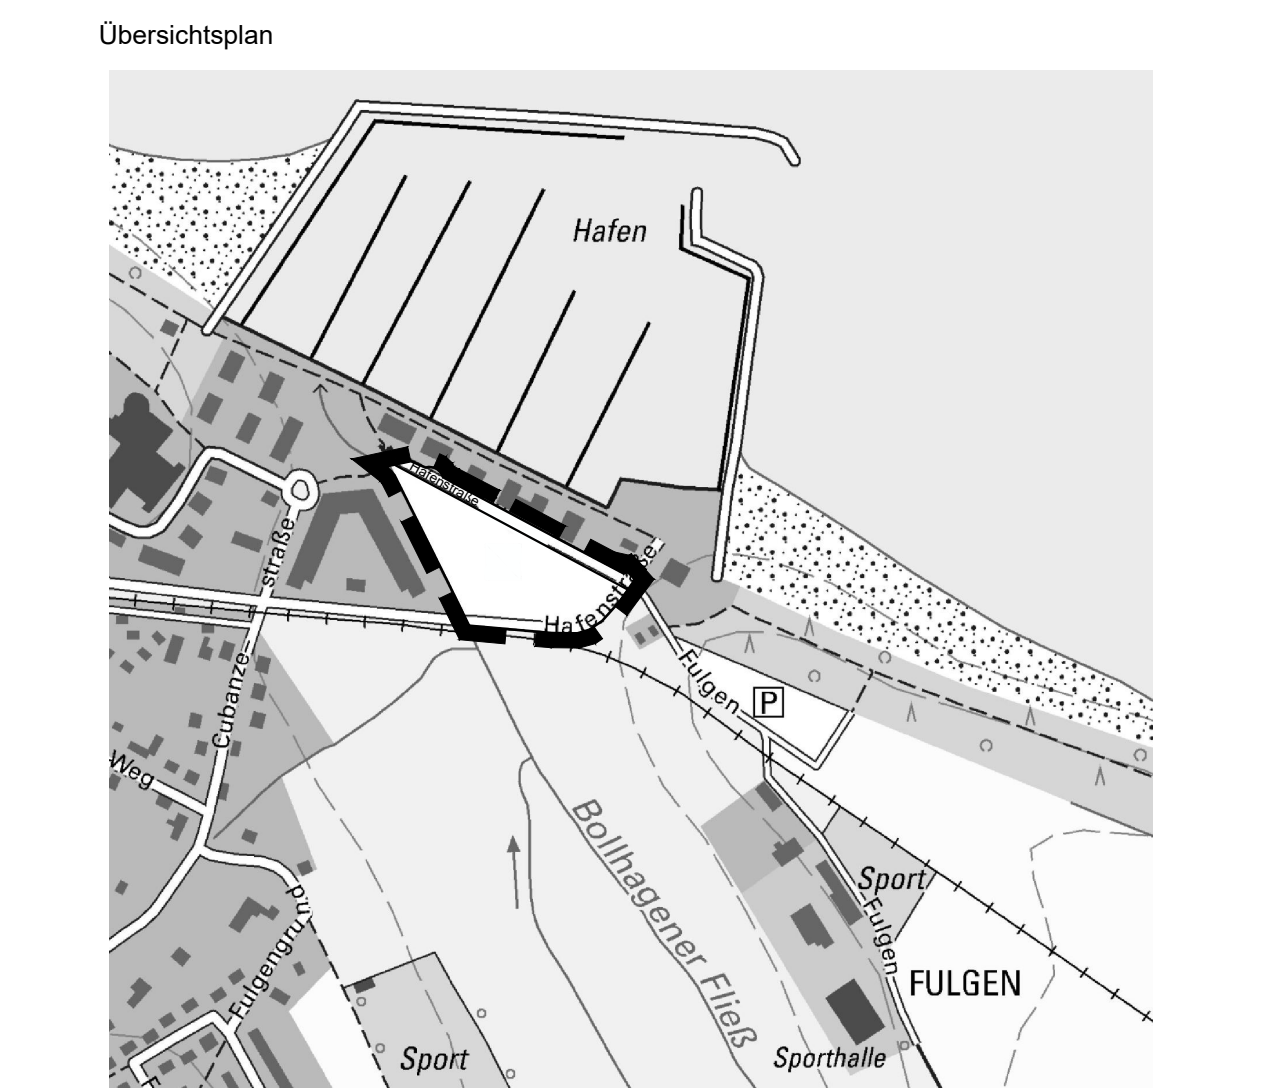 Übersichtsplan
Hafen
Hafenstraße
Hafenstraße
Cubanze-
straße
Fulgen
P
Weg
Bollhagener Fließ
Sport
Fulgen
Fulgengrund
FULGEN
Sport
Sporthalle